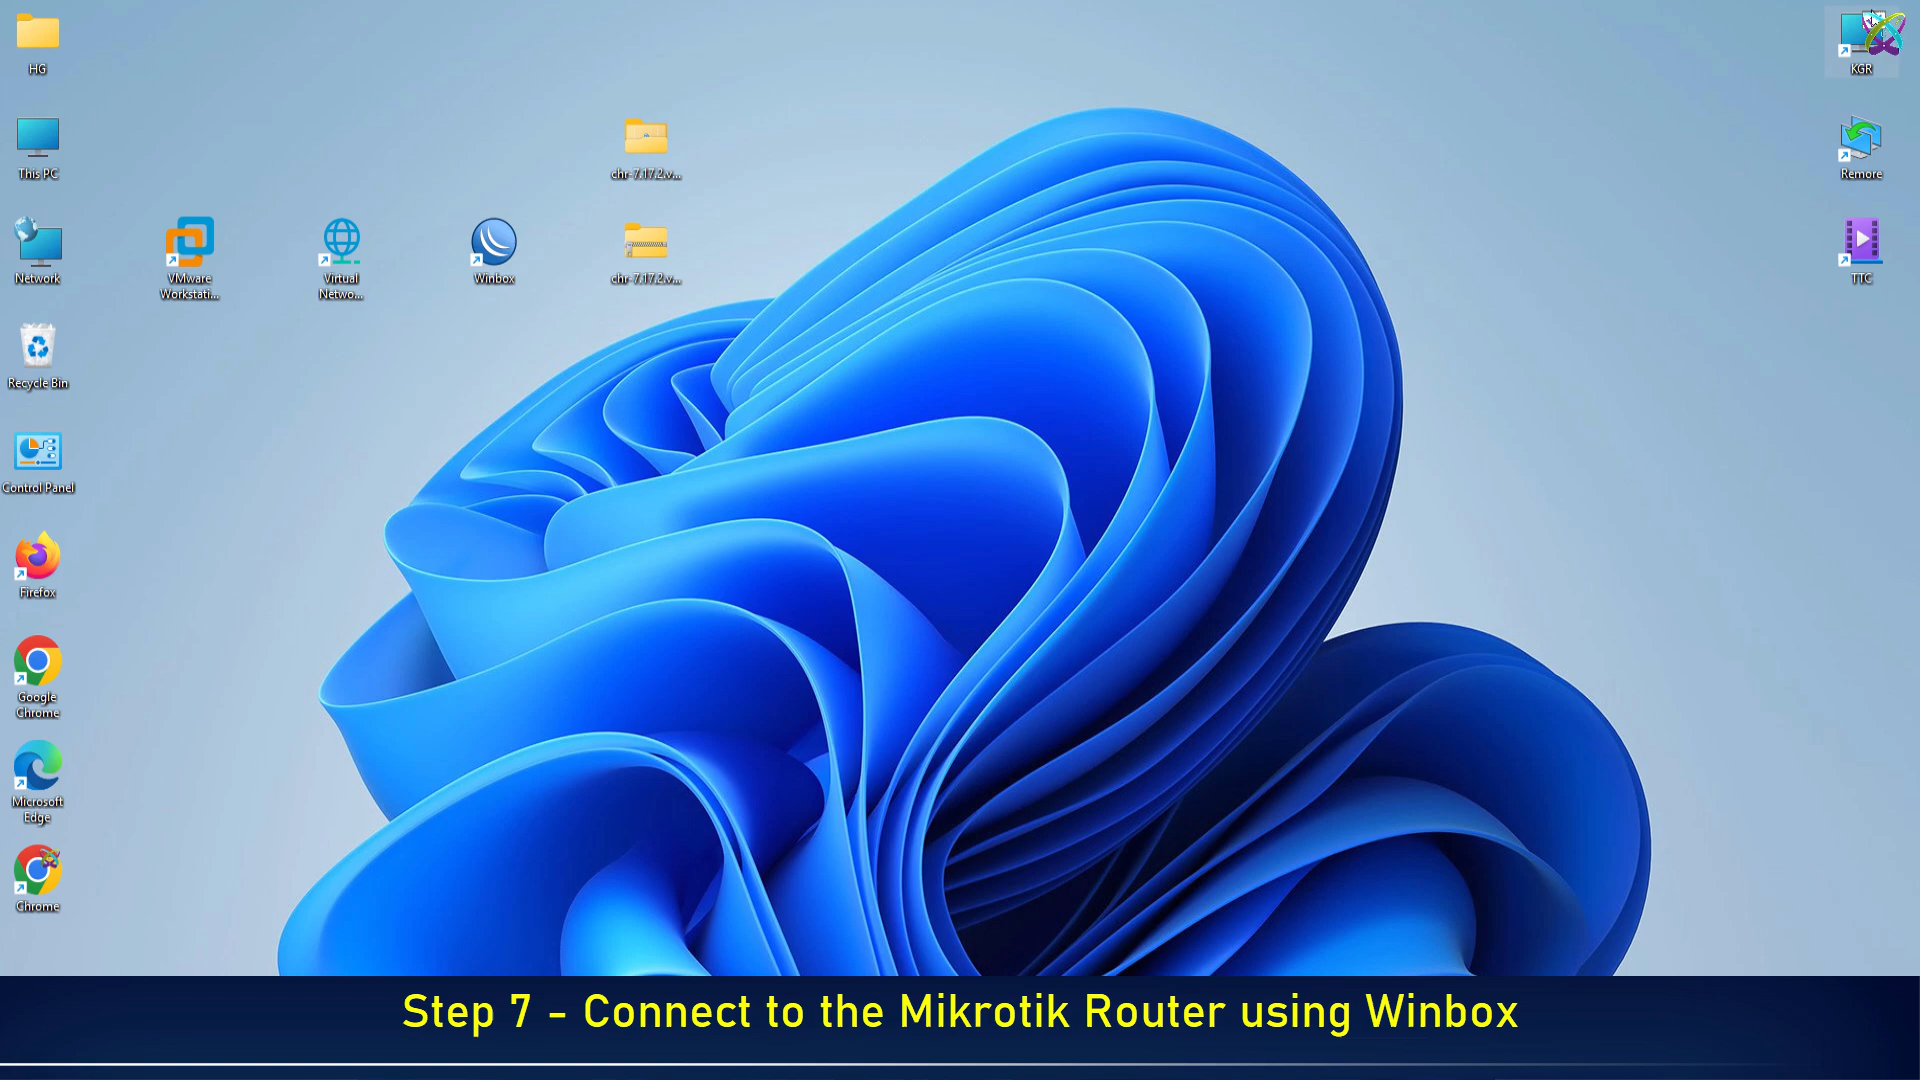 HG
This PC
Network
Recycle Bin
Control Panel
Firefox
Google
Chrome
Microsoft
Edge
Chrome
VMware
Workstati...
Virtual
Netwo...
Winbox
chr-7.17.2.v...
chr-7.17.2.v...
KGR
Remore
TTC
Step 7 - Connect to the Mikrotik Router using Winbox